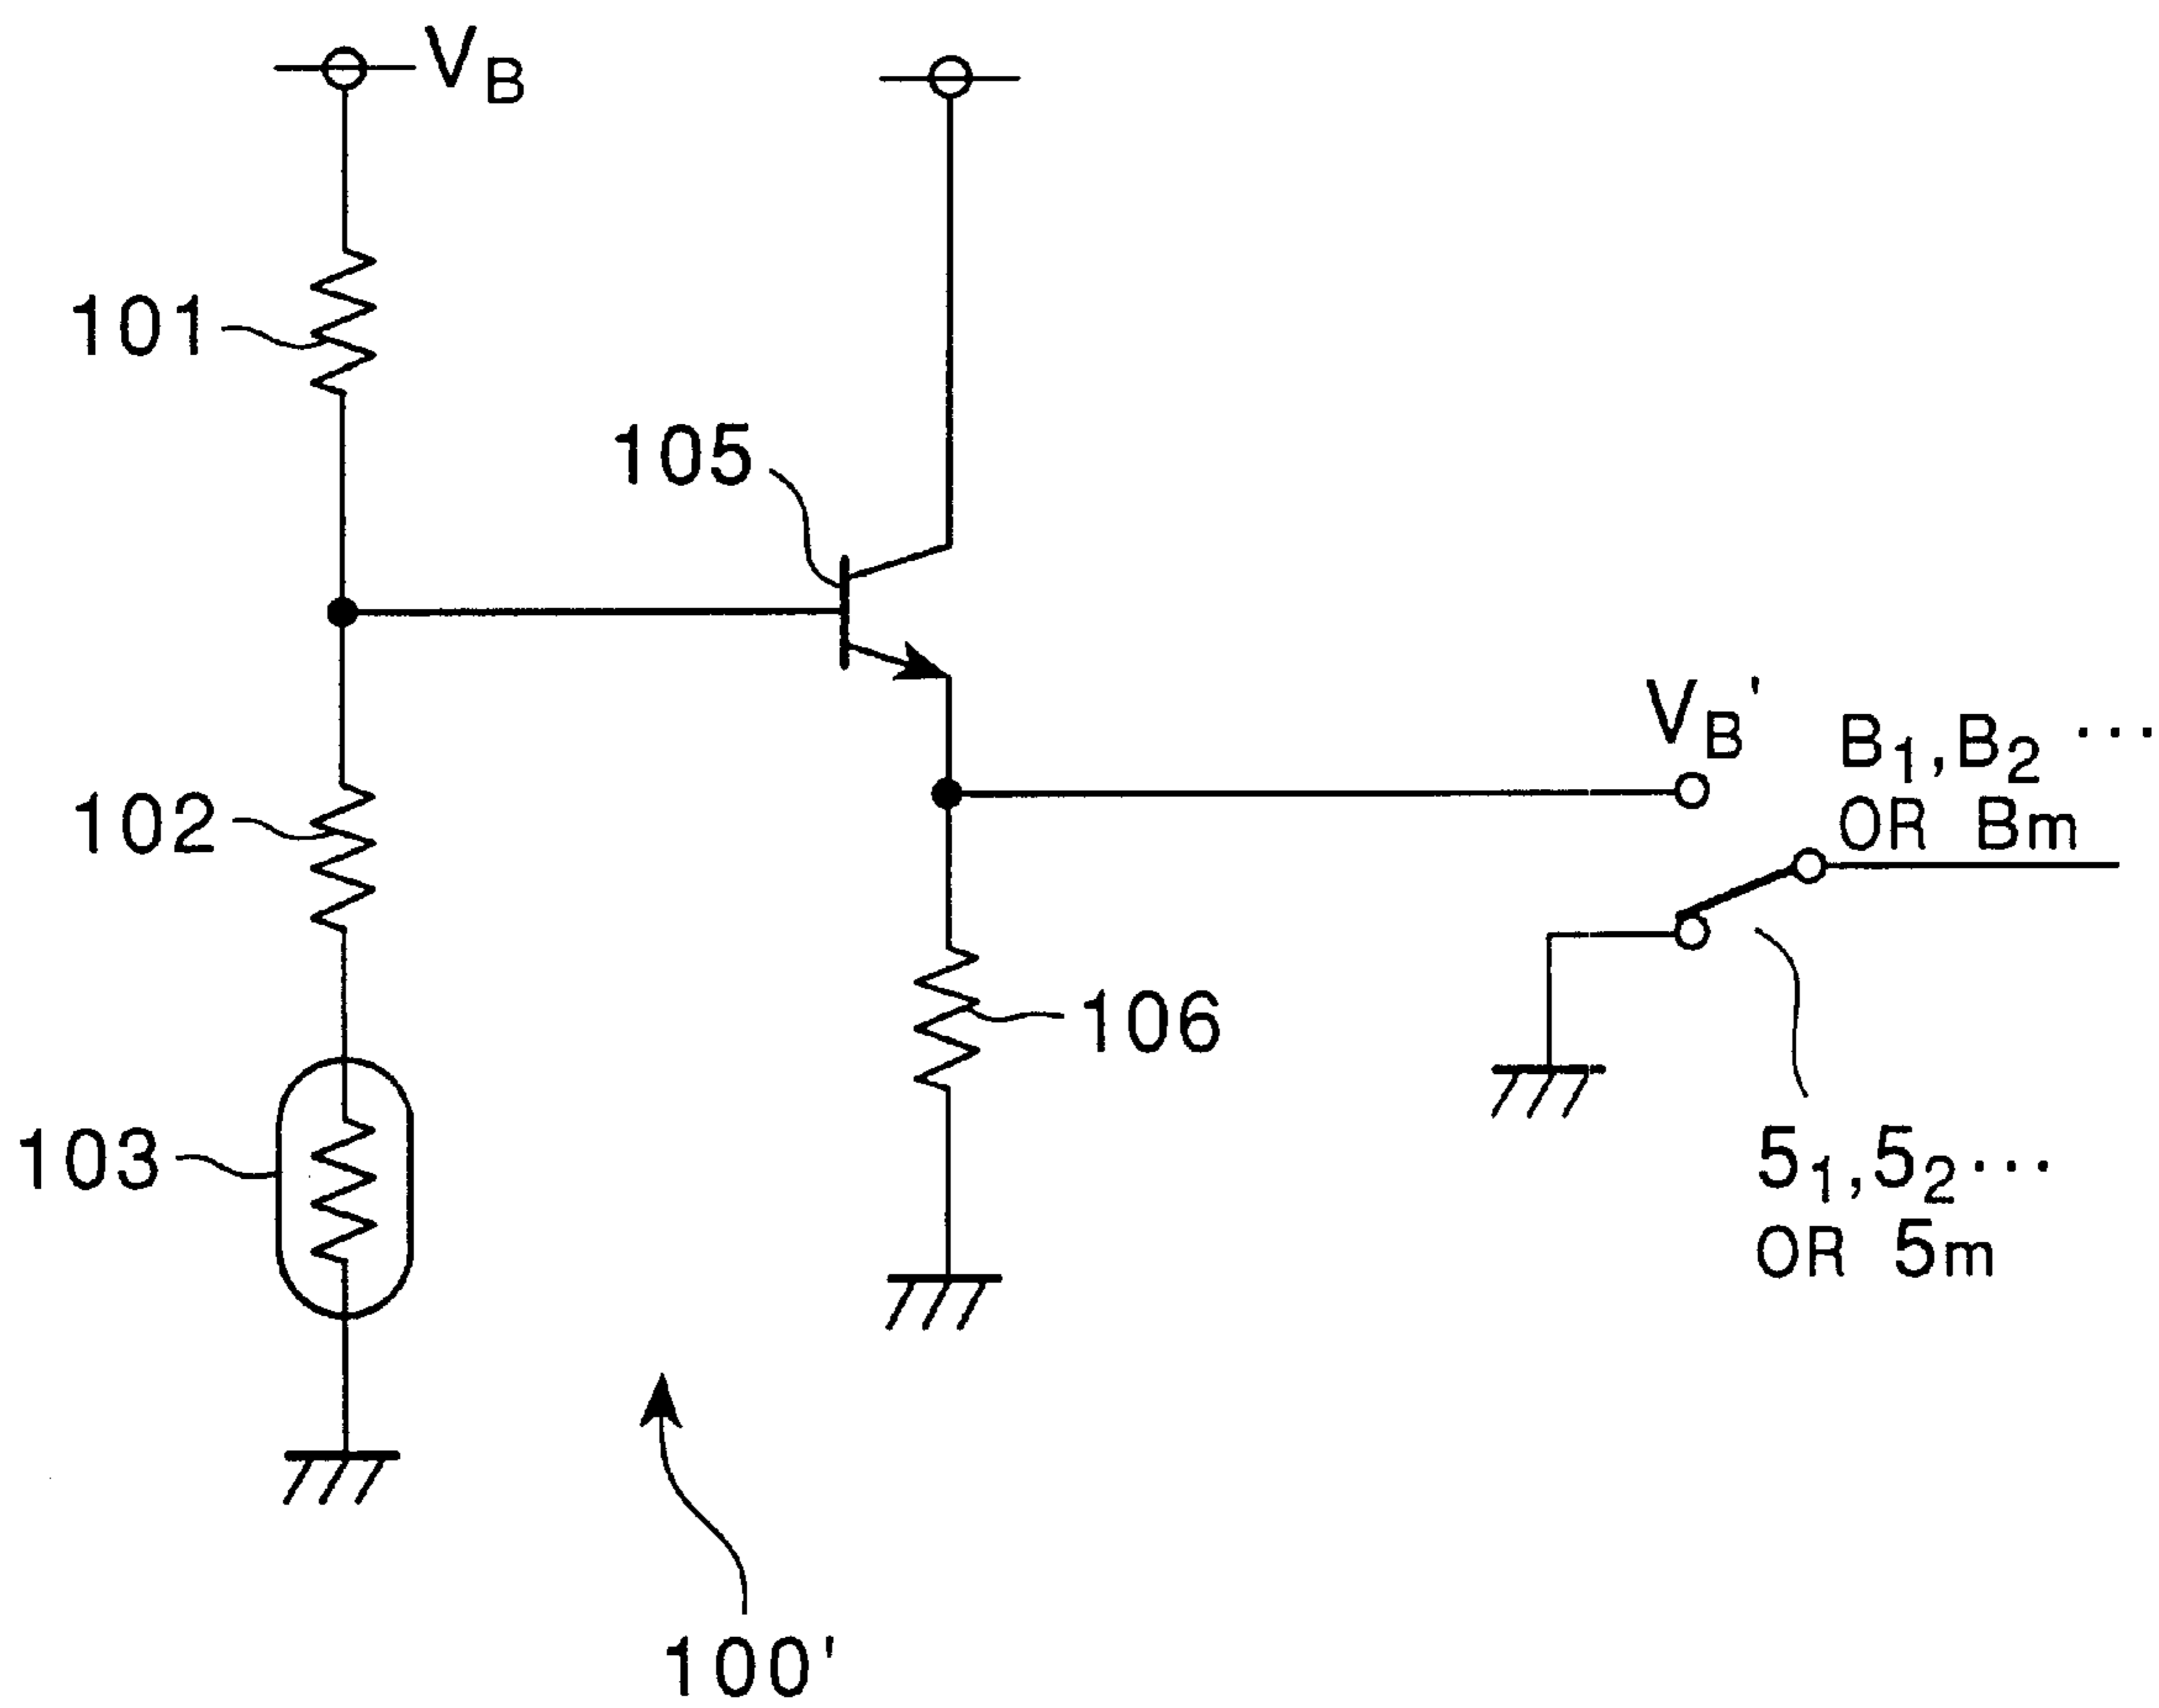 V_B
101
105
V_B'
B_1, B_2 ...
OR Bm
102
106
103
5_1, 5_2 ...
OR 5m
100'